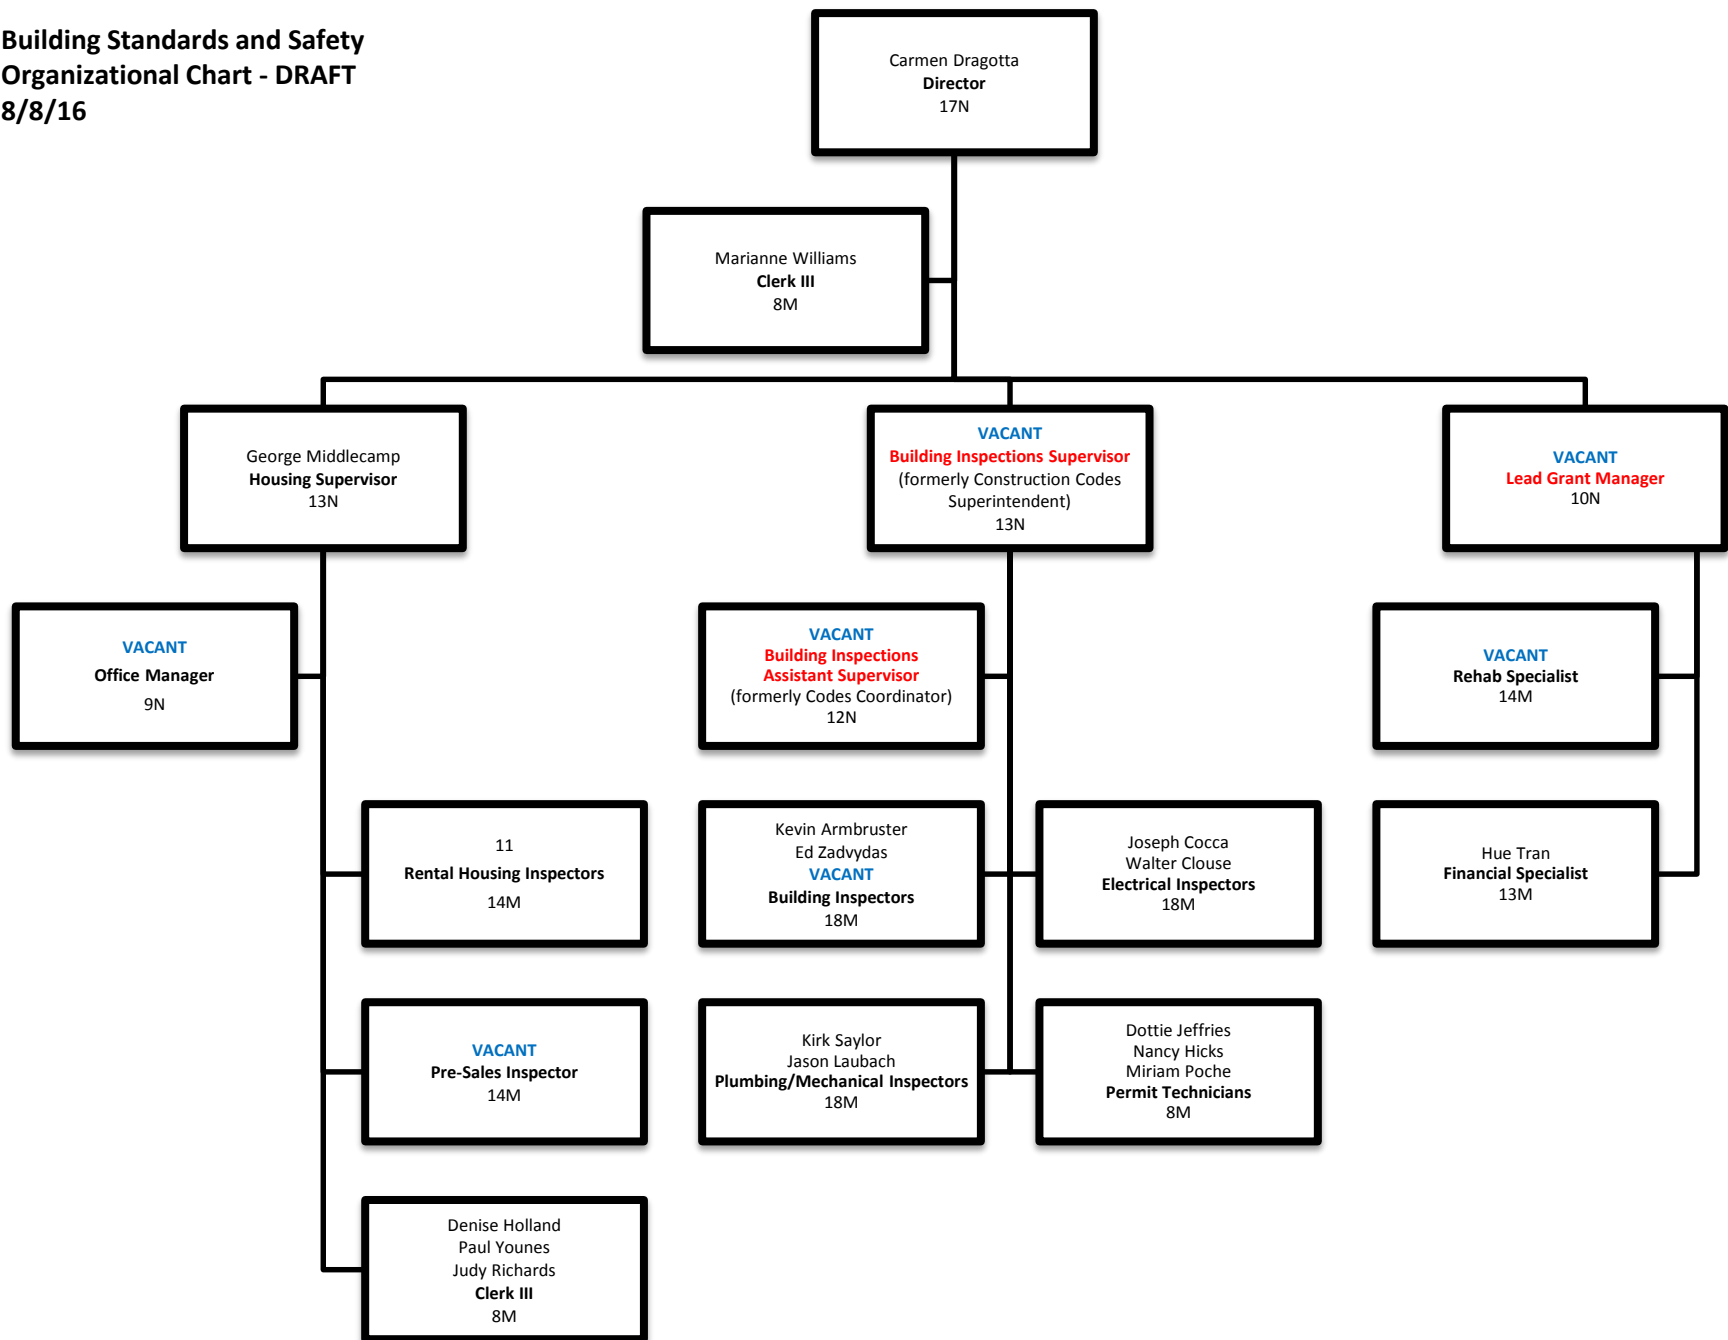 Building Standards and Safety
Organizational Chart - DRAFT
8/8/16
Carmen Dragotta
Director
17N
Marianne Williams
Clerk III
8M
George Middlecamp
Housing Supervisor
13N
VACANT
Building Inspections Supervisor
(formerly Construction Codes
Superintendent)
13N
VACANT
Lead Grant Manager
10N
VACANT
Office Manager
9N
VACANT
Building Inspections
Assistant Supervisor
(formerly Codes Coordinator)
12N
VACANT
Rehab Specialist
14M
11
Rental Housing Inspectors
14M
Kevin Armbruster
Ed Zadvydas
VACANT
Building Inspectors
18M
Joseph Cocca
Walter Clouse
Electrical Inspectors
18M
Hue Tran
Financial Specialist
13M
VACANT
Pre-Sales Inspector
14M
Kirk Saylor
Jason Laubach
Plumbing/Mechanical Inspectors
18M
Dottie Jeffries
Nancy Hicks
Miriam Poche
Permit Technicians
8M
Denise Holland
Paul Younes
Judy Richards
Clerk III
8M